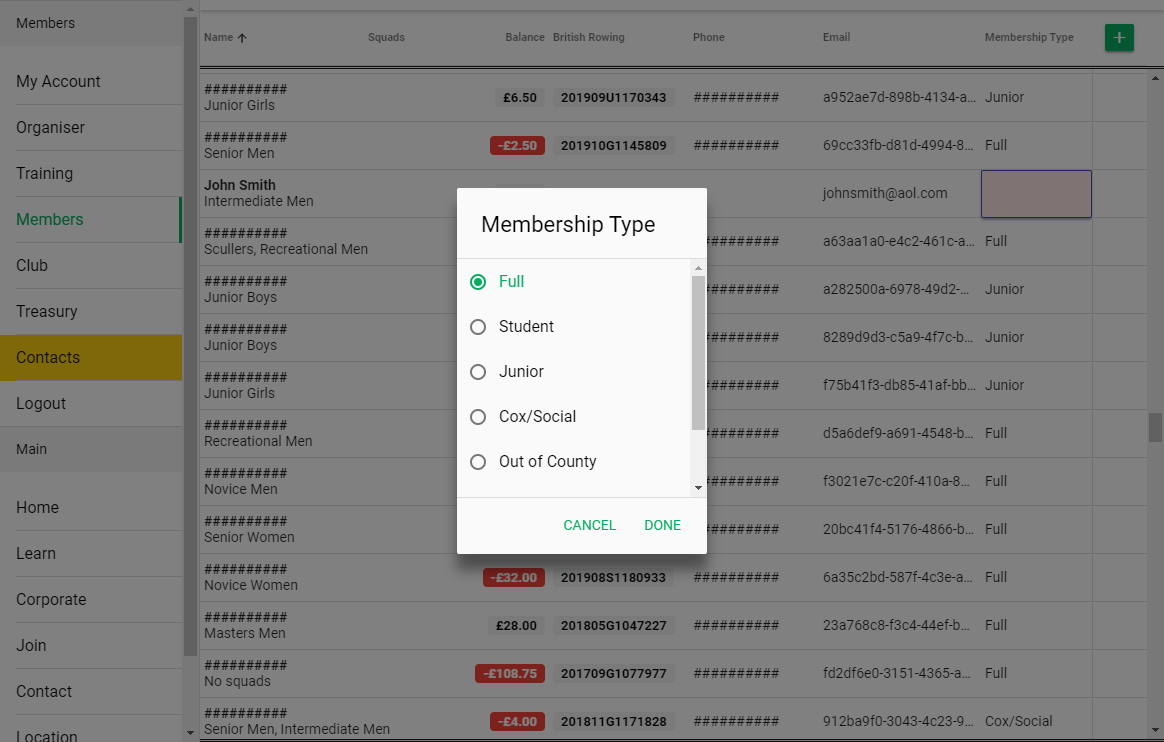 Members
My Account
Organiser
Training
Members
Club
Treasury
Contacts
Logout
Main
Home
Learn
Corporate
Join
Contact
Location
Name Squads Balance British Rowing Phone Email Membership Type
##########
Junior Girls
£6.50 201909U1170343 ########## a952ae7d-898b-4134-a... Junior
##########
Senior Men
-£2.50 201910G1145809 ########## 69cc33fb-d81d-4994-8... Full
John Smith
Intermediate Men
johnsmith@aol.com
##########
Scullers, Recreational Men
######### a63aa1a0-e4c2-461c-a... Full
##########
Junior Boys
######### a282500a-6978-49d2-... Junior
##########
Junior Boys
######### 8289d9d3-c5a9-4f7c-b... Junior
##########
Junior Girls
######### f75b41f3-db85-41af-bb... Junior
##########
Recreational Men
######### d5a6def9-a691-4548-b... Full
##########
Novice Men
######### f3021e7c-c20f-410a-8... Full
##########
Senior Women
######### 20bc41f4-5176-4866-b... Full
##########
Novice Women
-£32.00 201908S1180933 ########## 6a35c2bd-587f-4c3e-a... Full
##########
Masters Men
£28.00 201805G1047227 ########## 23a768c8-f3c4-44ef-b... Full
##########
No squads
-£108.75 201709G1077977 ########## fd2df6e0-3151-4365-a... Full
##########
Senior Men, Intermediate Men
-£4.00 201811G1171828 ########## 912ba9f0-3043-4c23-9... Cox/Social
Membership Type
Full
Student
Junior
Cox/Social
Out of County
CANCEL DONE